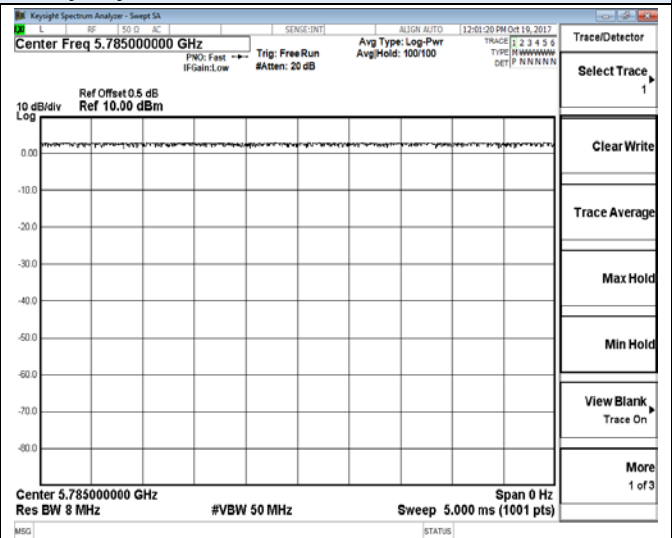 Keysight Spectrum Analyzer - Swept SA
L RF 50 Ω AC SENSE:INT ALIGN AUTO 12:01:20 PM Oct 19, 2017
Center Freq 5.785000000 GHz
PNO: Fast
IFGain:Low
Trig: Free Run
#Atten: 20 dB
Avg Type: Log-Pwr
Avg|Hold: 100/100
TRACE 1 2 3 4 5 6
TYPE M WWWWW
DET P N N N N N
Ref Offset 0.5 dB
10 dB/div Ref 10.00 dBm
Log
0.00
-10.0
-20.0
-30.0
-40.0
-50.0
-60.0
-70.0
-80.0
Center 5.785000000 GHz Span 0 Hz
Res BW 8 MHz #VBW 50 MHz Sweep 5.000 ms (1001 pts)
MSG STATUS
Trace/Detector
Select Trace
1
Clear Write
Trace Average
Max Hold
Min Hold
View Blank
Trace On
More
1 of 3